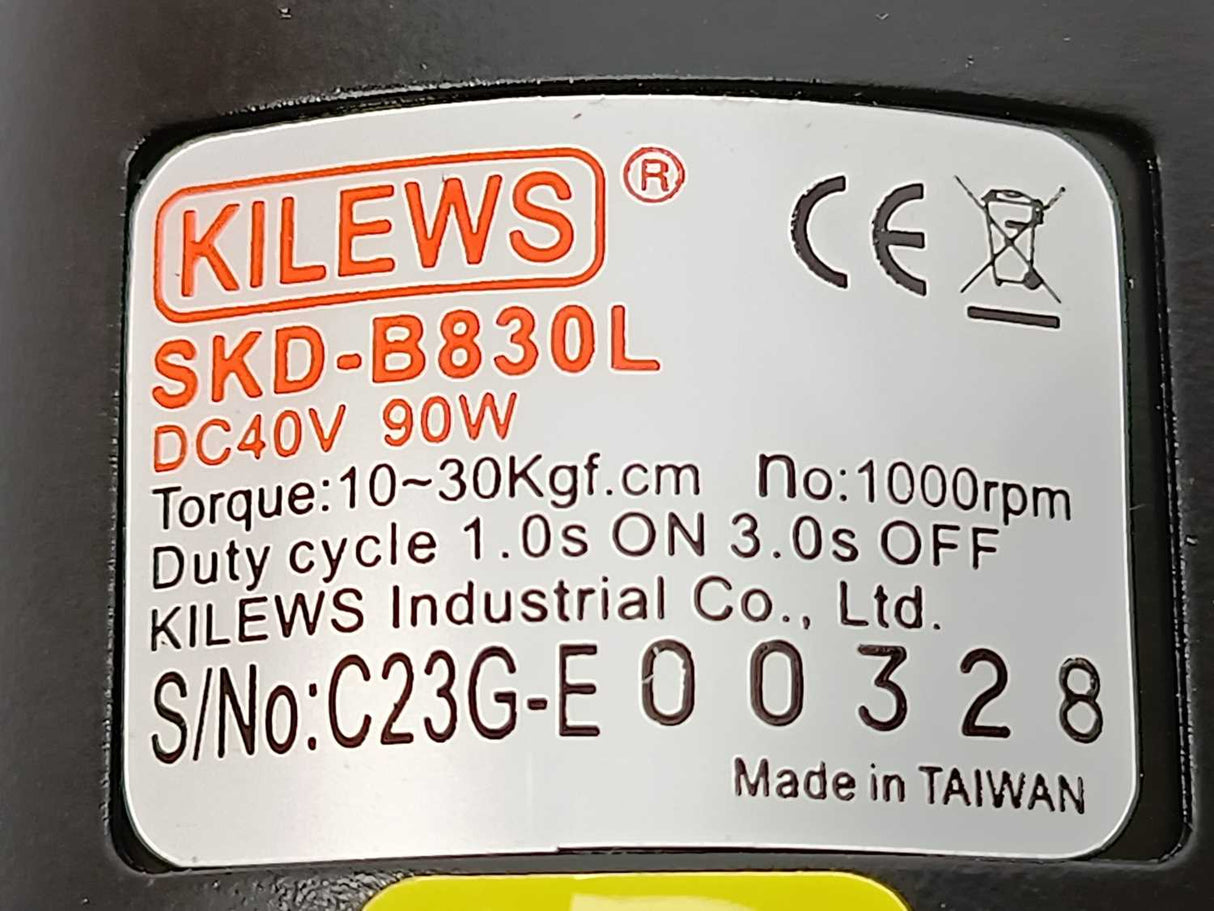 KILEWS ®
CE
SKD-B830L
DC40V 90W
Torque:10~30Kgf.cm no:1000rpm
Duty cycle 1.0s ON 3.0s OFF
KILEWS Industrial Co., Ltd.
S/No:C23G-E00328
Made in TAIWAN